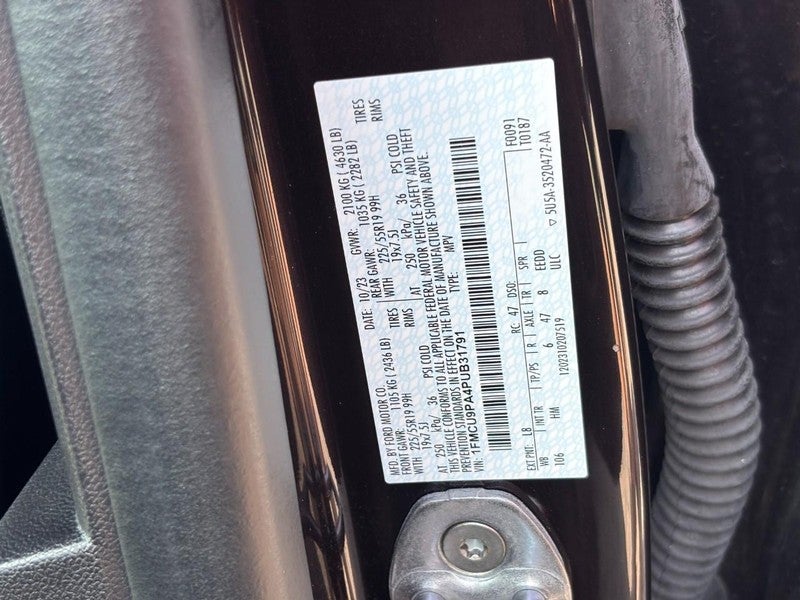 MFD. BY FORD MOTOR CO. DATE: 10/23 GVWR: 2100 KG ( 4630 LB)
FRONT GAWR: 1105 KG ( 2436 LB) REAR GAWR: 1035 KG ( 2282 LB)
WITH 225/55R19 99H TIRES WITH 225/55R19 99H TIRES
19x7.5J RIMS 19x7.5J RIMS
AT 250 kPa/ 36 PSI COLD AT 250 kPa/ 36 PSI COLD
THIS VEHICLE CONFORMS TO ALL APPLICABLE FEDERAL MOTOR VEHICLE SAFETY AND THEFT
PREVENTION STANDARDS IN EFFECT ON THE DATE OF MANUFACTURE SHOWN ABOVE.
VIN: 1FMCU9PA4PUB31791 TYPE: MPV
F0091
T0187
EXT PNT: L8 RC: 47 DSO:
WB INT TR TP/PS R AXLE TR SPR
106 HM 6 47 8 EEDD
ULC
1202310207519 ▽ 5U5A-3520472-AA